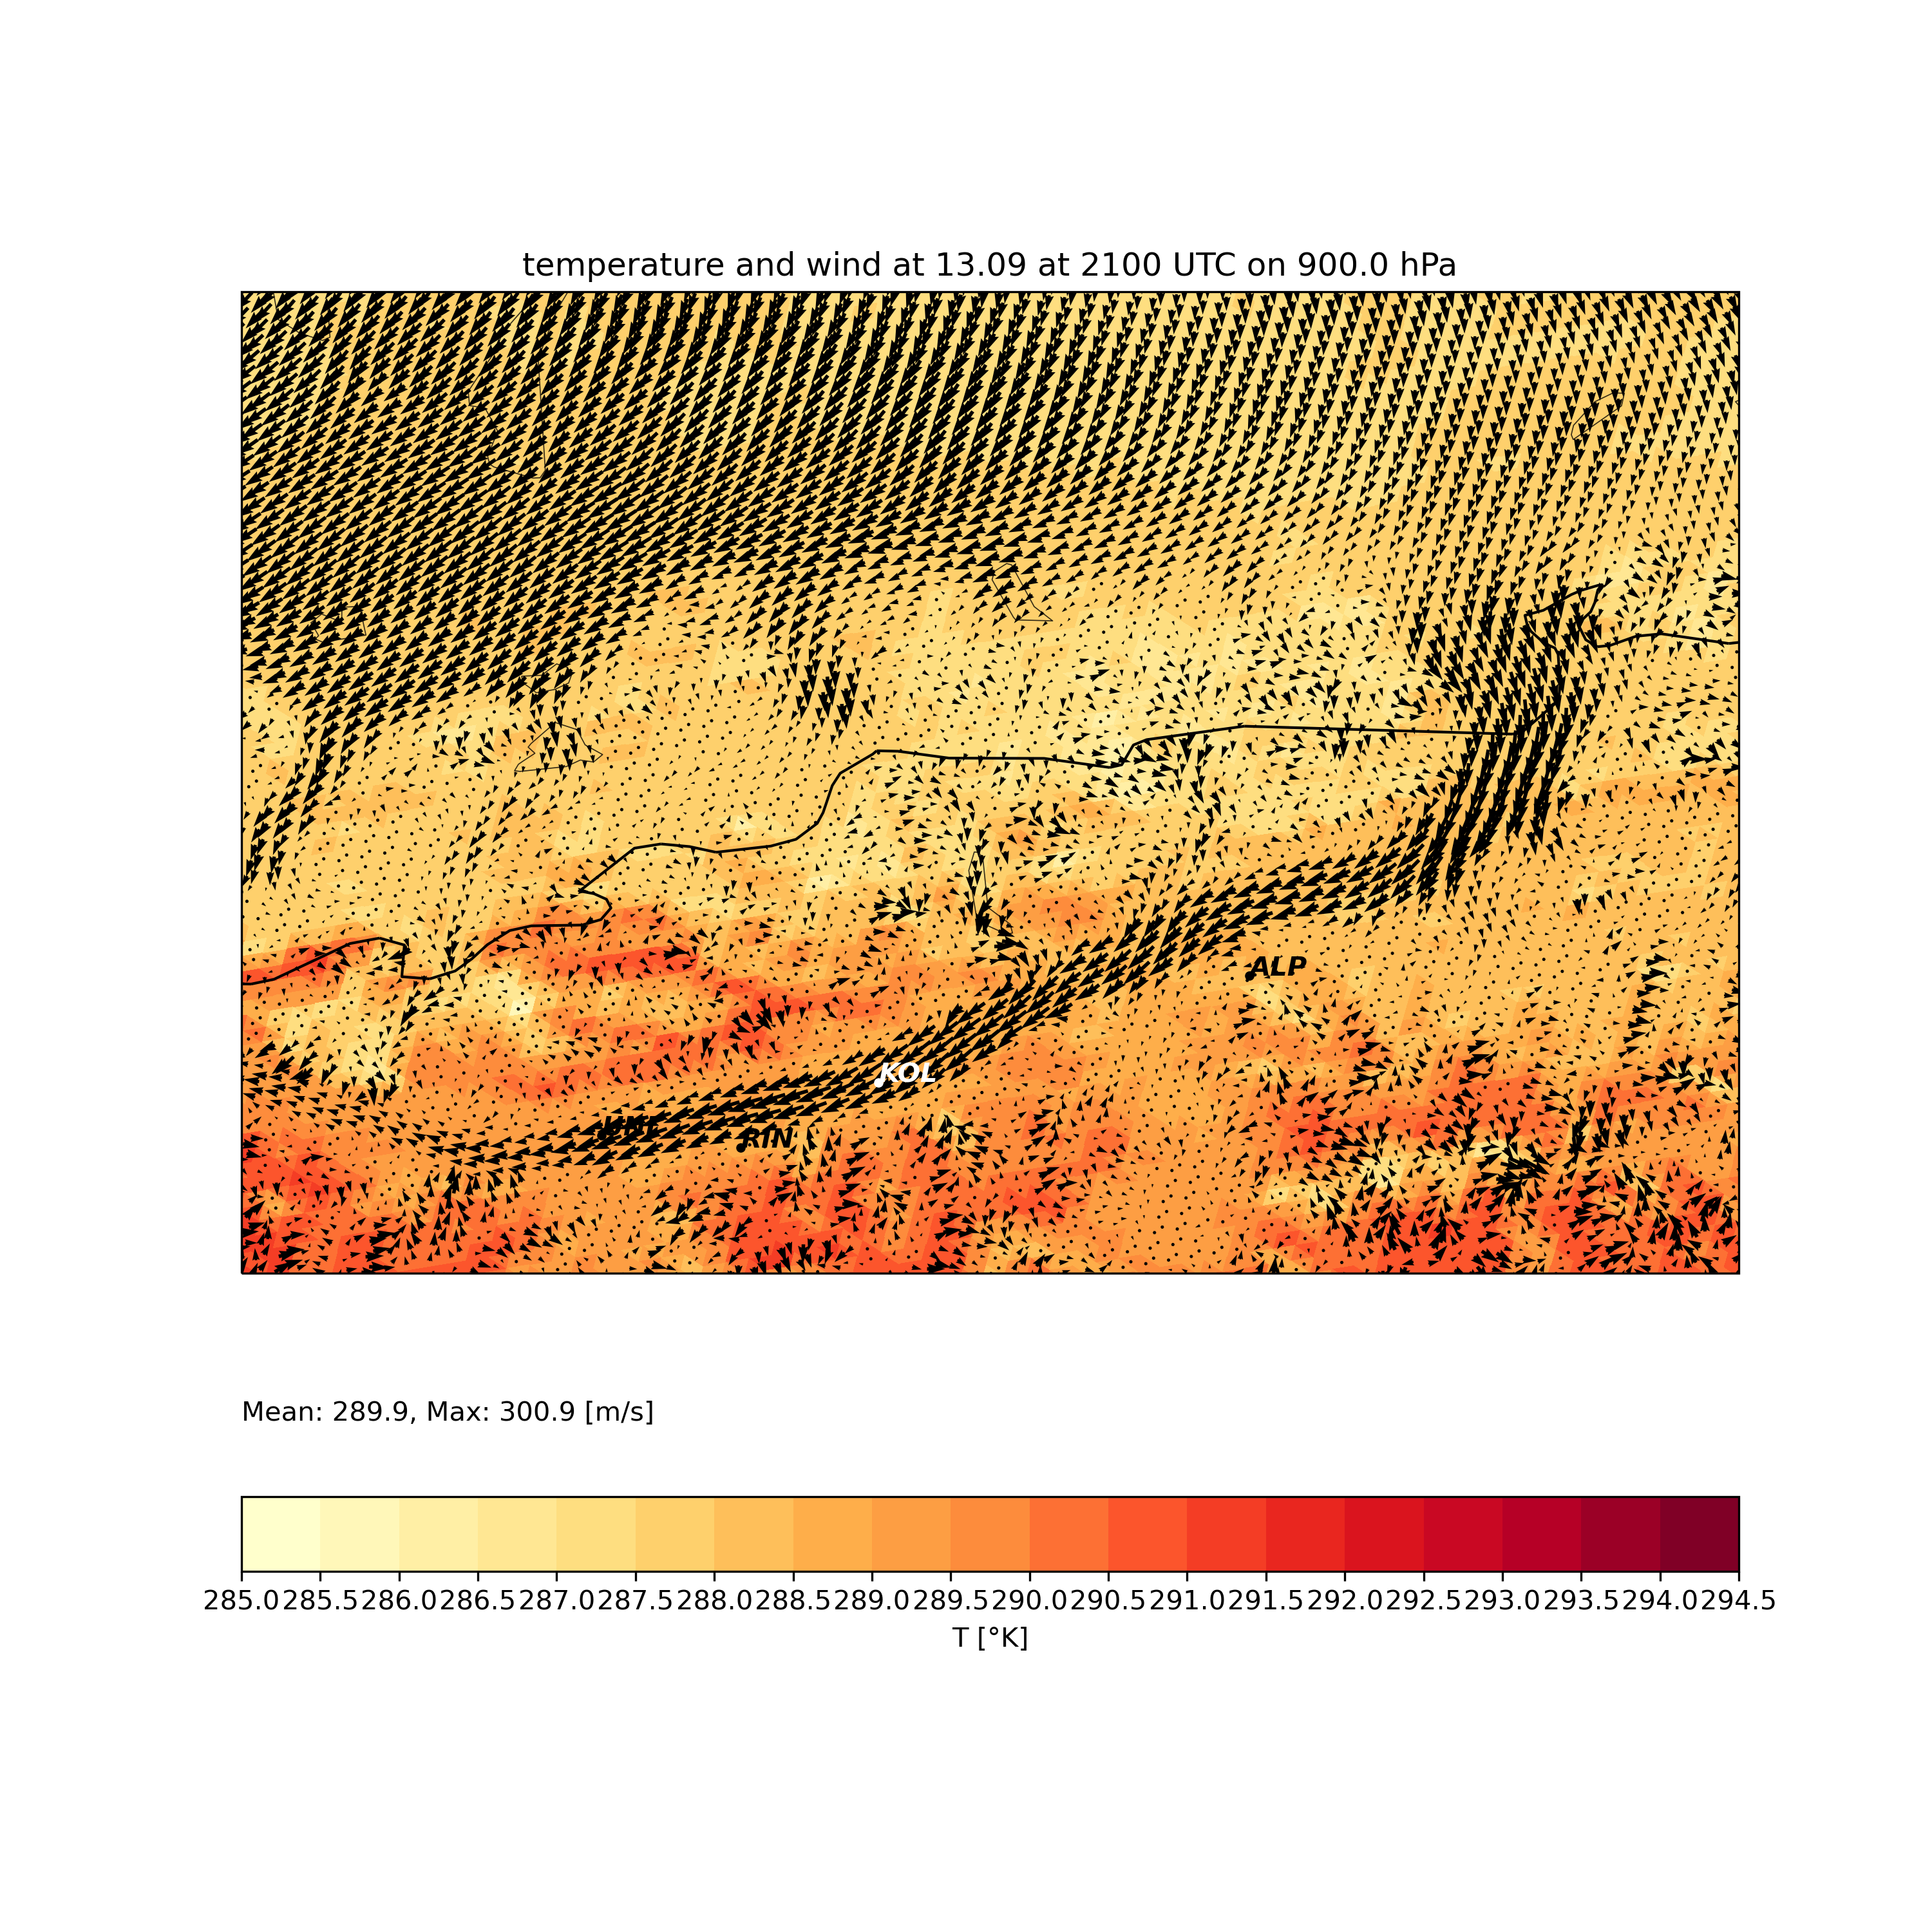 temperature and wind at 13.09 at 2100 UTC on 900.0 hPa
ALP
KOL
RIN
Mean: 289.9, Max: 300.9 [m/s]
285.0 285.5 286.0 286.5 287.0 287.5 288.0 288.5 289.0 289.5 290.0 290.5 291.0 291.5 292.0 292.5 293.0 293.5 294.0 294.5
T [°K]